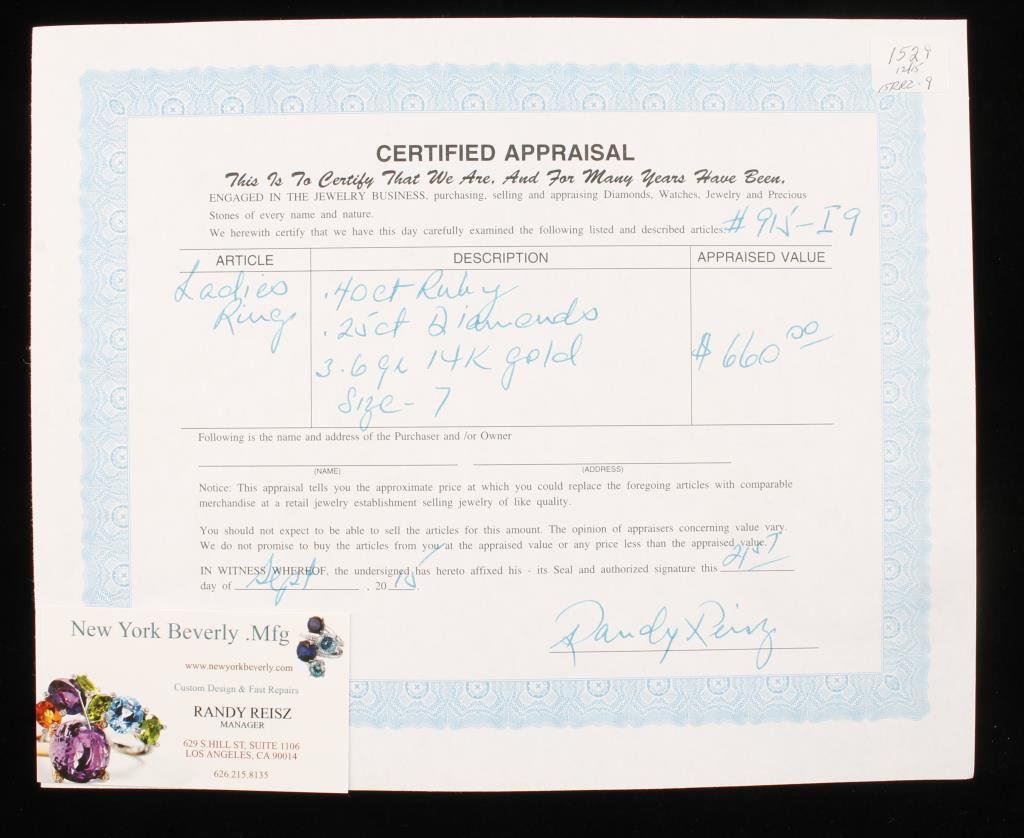 1529
12/15
15RRZ-9
CERTIFIED APPRAISAL
This Is To Certify That We Are, And For Many Years Have Been,
ENGAGED IN THE JEWELRY BUSINESS, purchasing, selling and appraising Diamonds, Watches, Jewelry and Precious
Stones of every name and nature.
We herewith certify that we have this day carefully examined the following listed and described articles: # 915-I9
ARTICLE DESCRIPTION APPRAISED VALUE
Ladies .40ct Ruby
Ring .25ct Diamonds
3.6gr 14K gold $660.00
Size - 7
Following is the name and address of the Purchaser and /or Owner
(NAME) (ADDRESS)
Notice: This appraisal tells you the approximate price at which you could replace the foregoing articles with comparable
merchandise at a retail jewelry establishment selling jewelry of like quality.
You should not expect to be able to sell the articles for this amount. The opinion of appraisers concerning value vary.
We do not promise to buy the articles from you at the appraised value or any price less than the appraised value.
IN WITNESS WHEREOF, the undersigned has hereto affixed his - its Seal and authorized signature this 21st
day of Sept, 2015.
Randy Reisz
New York Beverly .Mfg
www.newyorkbeverly.com
Custom Design & Fast Repairs
RANDY REISZ
MANAGER
629 S.HILL ST, SUITE 1106
LOS ANGELES, CA 90014
626.215.8135